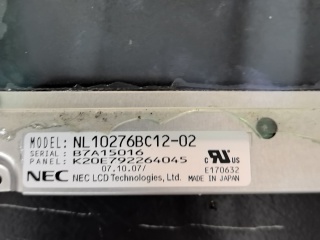 MODEL: NL10276BC12-02
SERIAL: B7A15016
PANEL: K20E792264045
07.10.07/
NEC NEC LCD Technologies, Ltd.
C US
E170632
MADE IN JAPAN